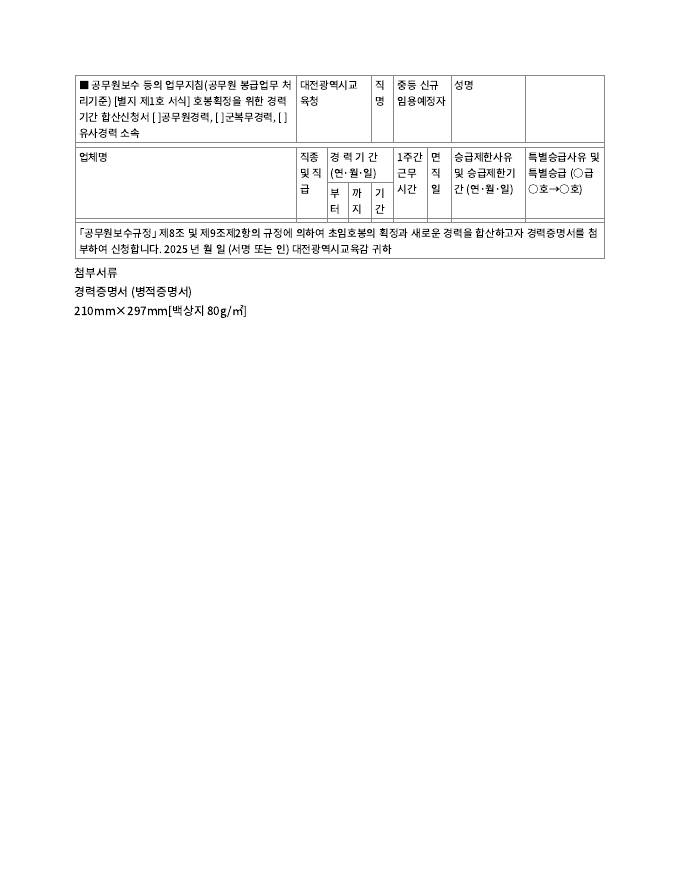 ■ 공무원보수 등의 업무지침(공무원 봉급업무 처
리기준) [별지 제1호 서식] 호봉획정을 위한 경력
기간 합산신청서 [ ]공무원경력, [ ]군복무경력, [ ]
유사경력 소속
대전광역시교
육청
직
명
중등 신규
임용예정자
성명
업체명
직종
및 직
급
경 력 기 간
(연·월·일)
부
터
까
지
기
간
1주간
근무
시간
면
직
일
승급제한사유
및 승급제한기
간 (연·월·일)
특별승급사유 및
특별승급 (○급
○호→○호)
「공무원보수규정」 제8조 및 제9조제2항의 규정에 의하여 초임호봉의 획정과 새로운 경력을 합산하고자 경력증명서를 첨
부하여 신청합니다. 2025 년 월 일 (서명 또는 인) 대전광역시교육감 귀하
첨부서류
경력증명서 (병적증명서)
210mm×297mm[백상지 80g/㎡]